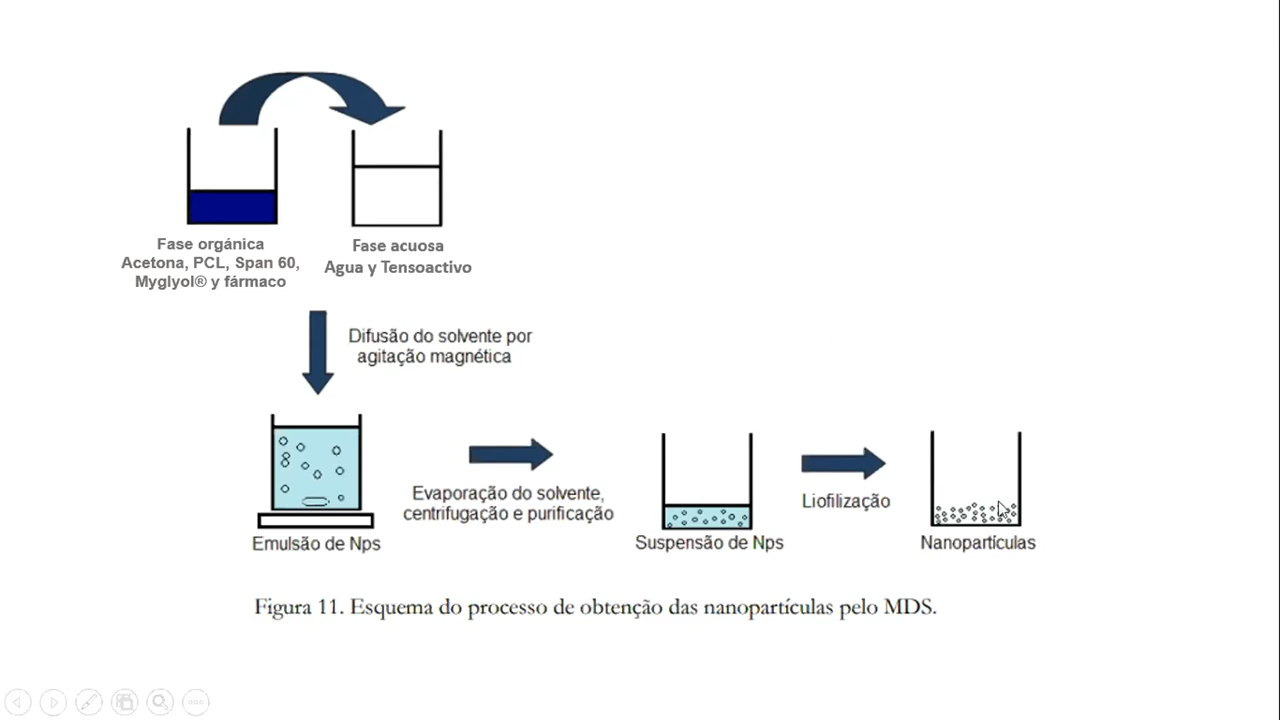 Fase orgánica
Acetona, PCL, Span 60,
Myglyol® y fármaco
Fase acuosa
Agua y Tensoactivo
Difusão do solvente por
agitação magnética
Emulsão de Nps
Evaporação do solvente,
centrifugação e purificação
Suspensão de Nps
Liofilização
Nanopartículas
Figura 11. Esquema do processo de obtenção das nanopartículas pelo MDS.